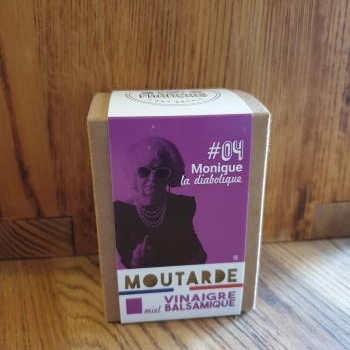 #04
Monique
la diabolique
MOUTARDE
miel VINAIGRE
BALSAMIQUE